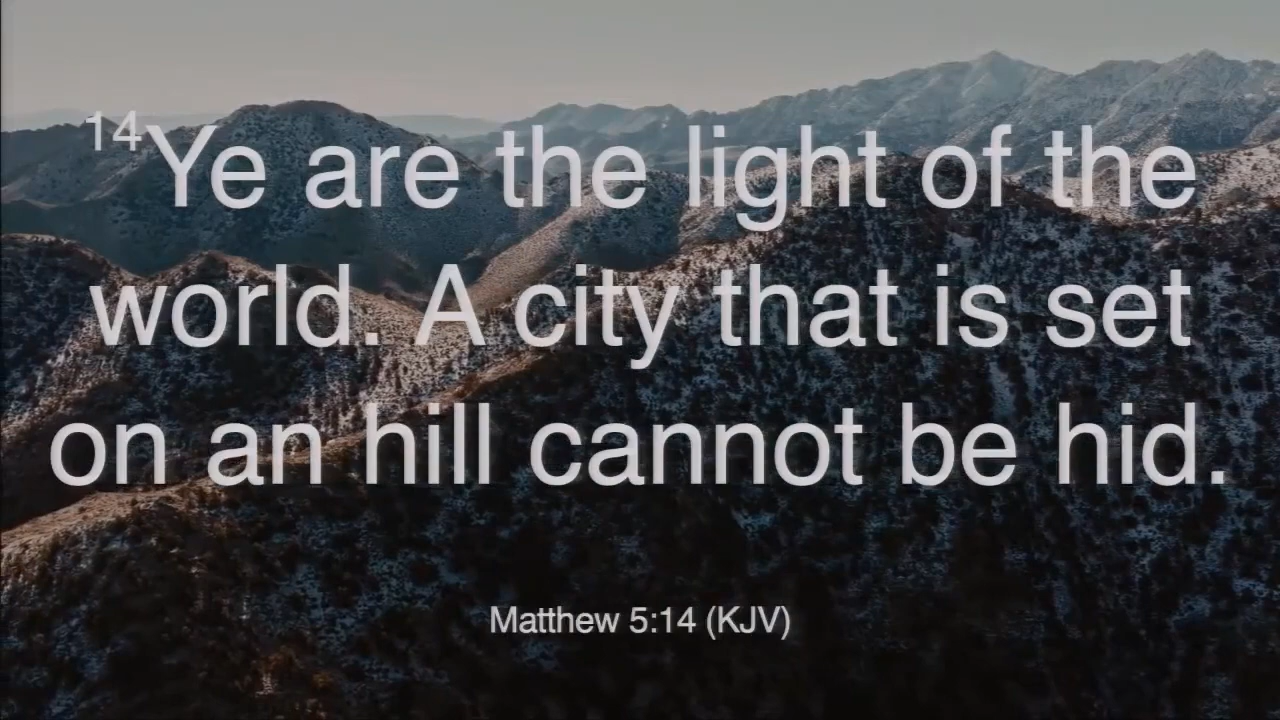 14Ye are the light of the
world. A city that is set
on an hill cannot be hid.
Matthew 5:14 (KJV)